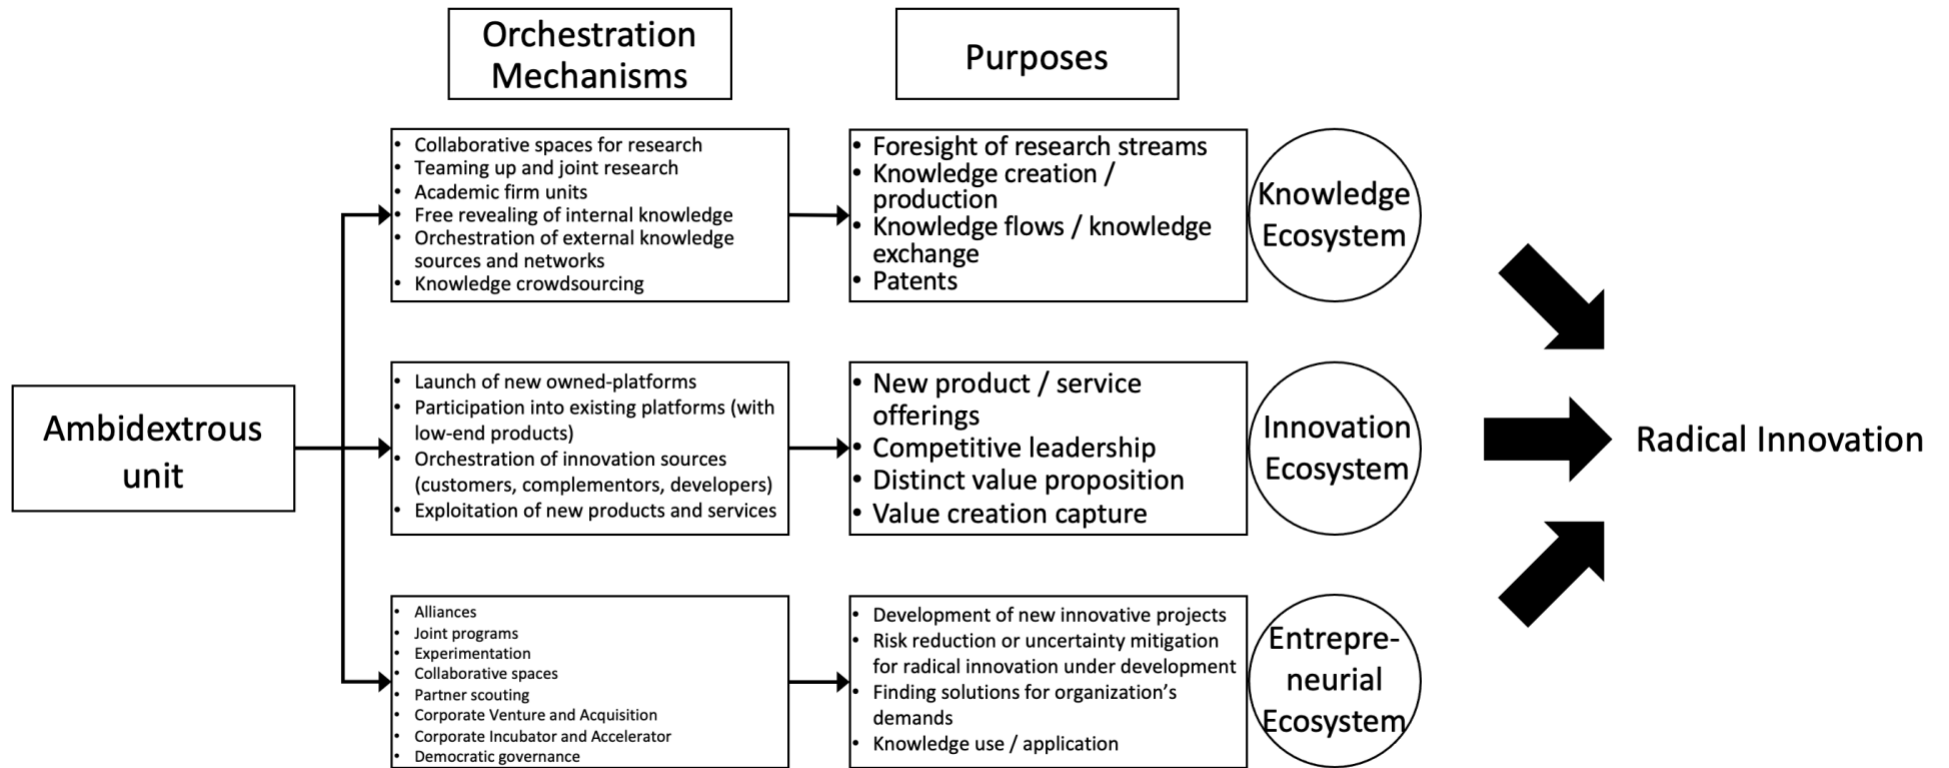 Orchestration
Mechanisms
Purposes
• Collaborative spaces for research
• Teaming up and joint research
• Academic firm units
• Free revealing of internal knowledge
• Orchestration of external knowledge
sources and networks
• Knowledge crowdsourcing
• Foresight of research streams
• Knowledge creation /
production
• Knowledge flows / knowledge
exchange
• Patents
Knowledge
Ecosystem
Ambidextrous
unit
• Launch of new owned-platforms
• Participation into existing platforms (with
low-end products)
• Orchestration of innovation sources
(customers, complementors, developers)
• Exploitation of new products and services
• New product / service
offerings
• Competitive leadership
• Distinct value proposition
• Value creation capture
Innovation
Ecosystem
Radical Innovation
• Alliances
• Joint programs
• Experimentation
• Collaborative spaces
• Partner scouting
• Corporate Venture and Acquisition
• Corporate Incubator and Accelerator
• Democratic governance
• Development of new innovative projects
• Risk reduction or uncertainty mitigation
for radical innovation under development
• Finding solutions for organization's
demands
• Knowledge use / application
Entrepre-
neurial
Ecosystem